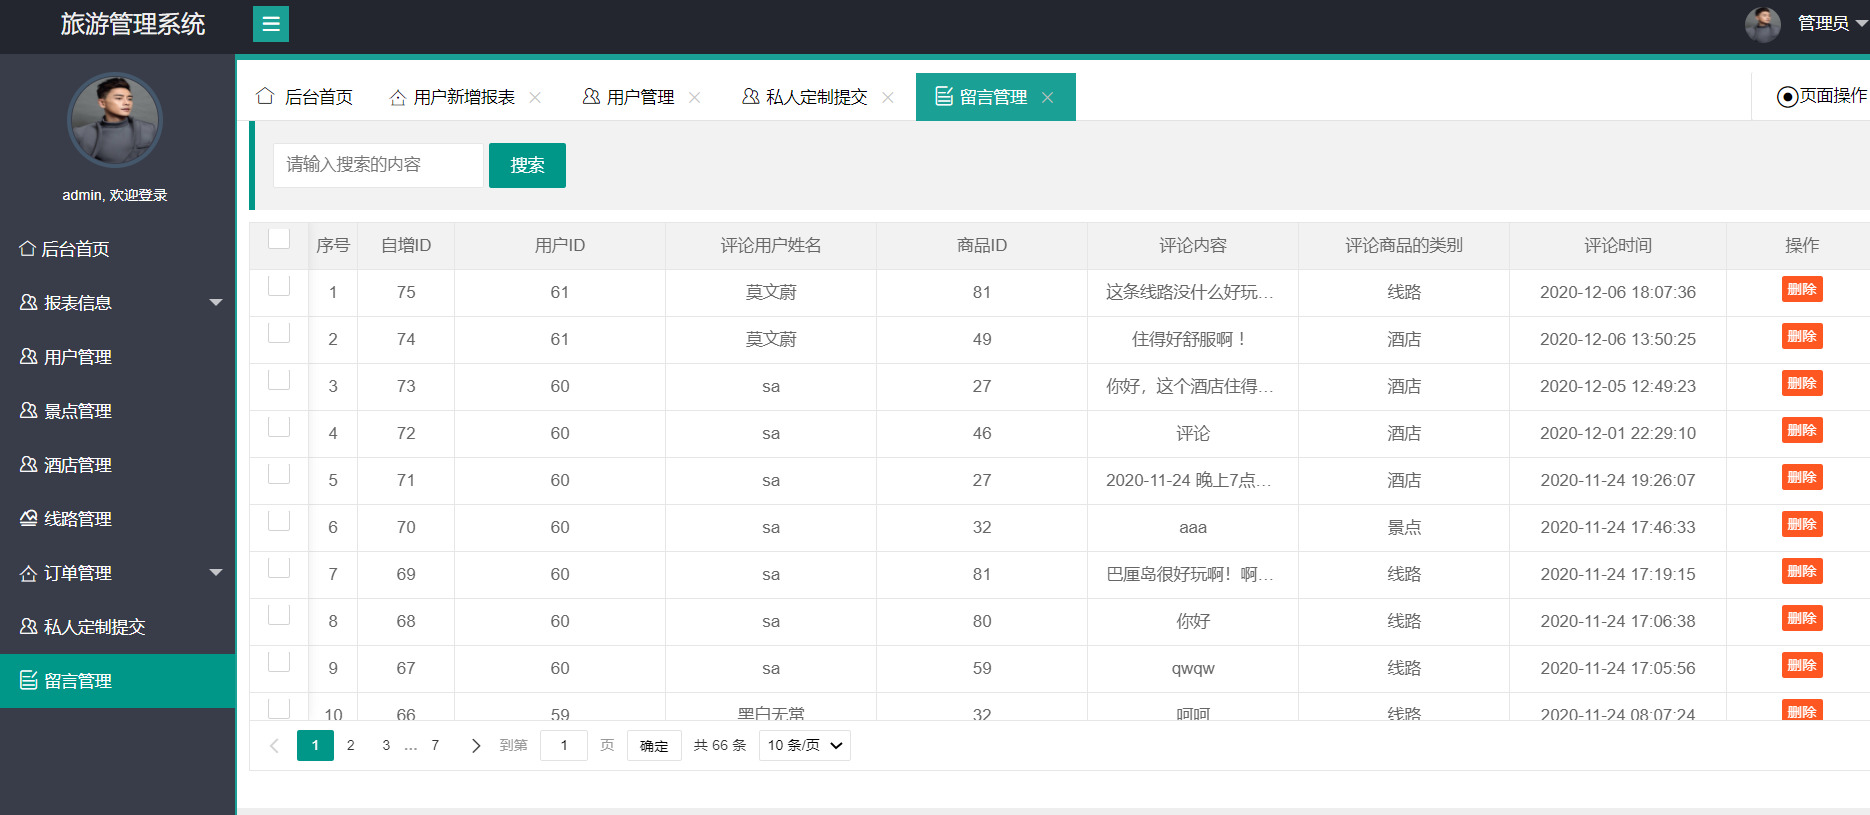 旅游管理系统
管理员
admin, 欢迎登录
后台首页
报表信息
用户管理
景点管理
酒店管理
线路管理
订单管理
私人定制提交
留言管理
后台首页 用户新增报表 用户管理 私人定制提交 留言管理 页面操作
请输入搜索的内容 搜索
序号 自增ID 用户ID 评论用户姓名 商品ID 评论内容 评论商品的类别 评论时间 操作
1 75 61 莫文蔚 81 这条线路没什么好玩… 线路 2020-12-06 18:07:36 删除
2 74 61 莫文蔚 49 住得好舒服啊！ 酒店 2020-12-06 13:50:25 删除
3 73 60 sa 27 你好，这个酒店住得… 酒店 2020-12-05 12:49:23 删除
4 72 60 sa 46 评论 酒店 2020-12-01 22:29:10 删除
5 71 60 sa 27 2020-11-24 晚上7点… 酒店 2020-11-24 19:26:07 删除
6 70 60 sa 32 aaa 景点 2020-11-24 17:46:33 删除
7 69 60 sa 81 巴厘岛很好玩啊！啊… 线路 2020-11-24 17:19:15 删除
8 68 60 sa 80 你好 线路 2020-11-24 17:06:38 删除
9 67 60 sa 59 qwqw 线路 2020-11-24 17:05:56 删除
10 66 59 黑白无常 32 呵呵 线路 2020-11-24 08:07:24 删除
1 2 3 … 7 到第 1 页 确定 共 66 条 10 条/页